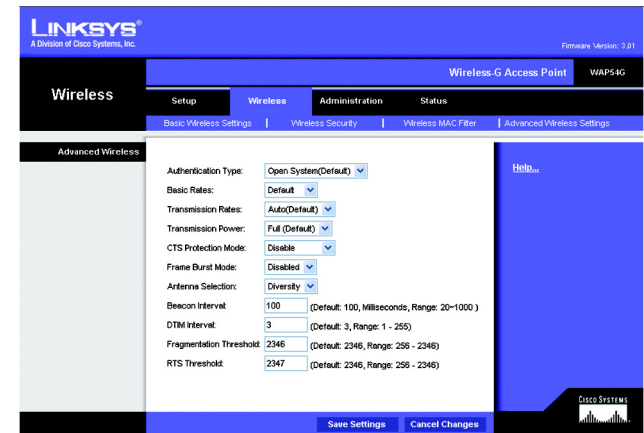 LINKSYS®
A Division of Cisco Systems, Inc.
Firmware Version: 3.01
Wireless-G Access Point WAP54G
Wireless
Setup Wireless Administration Status
Basic Wireless Settings | Wireless Security | Wireless MAC Filter | Advanced Wireless Settings
Advanced Wireless
Help...
Authentication Type: Open System(Default)
Basic Rates: Default
Transmission Rates: Auto(Default)
Transmission Power: Full (Default)
CTS Protection Mode: Disable
Frame Burst Mode: Disabled
Antenna Selection: Diversity
Beacon Interval: 100 (Default: 100, Milliseconds, Range: 20~1000 )
DTIM Interval: 3 (Default: 3, Range: 1 - 255)
Fragmentation Threshold: 2346 (Default: 2346, Range: 256 - 2346)
RTS Threshold: 2347 (Default: 2346, Range: 256 - 2346)
CISCO SYSTEMS
Save Settings Cancel Changes